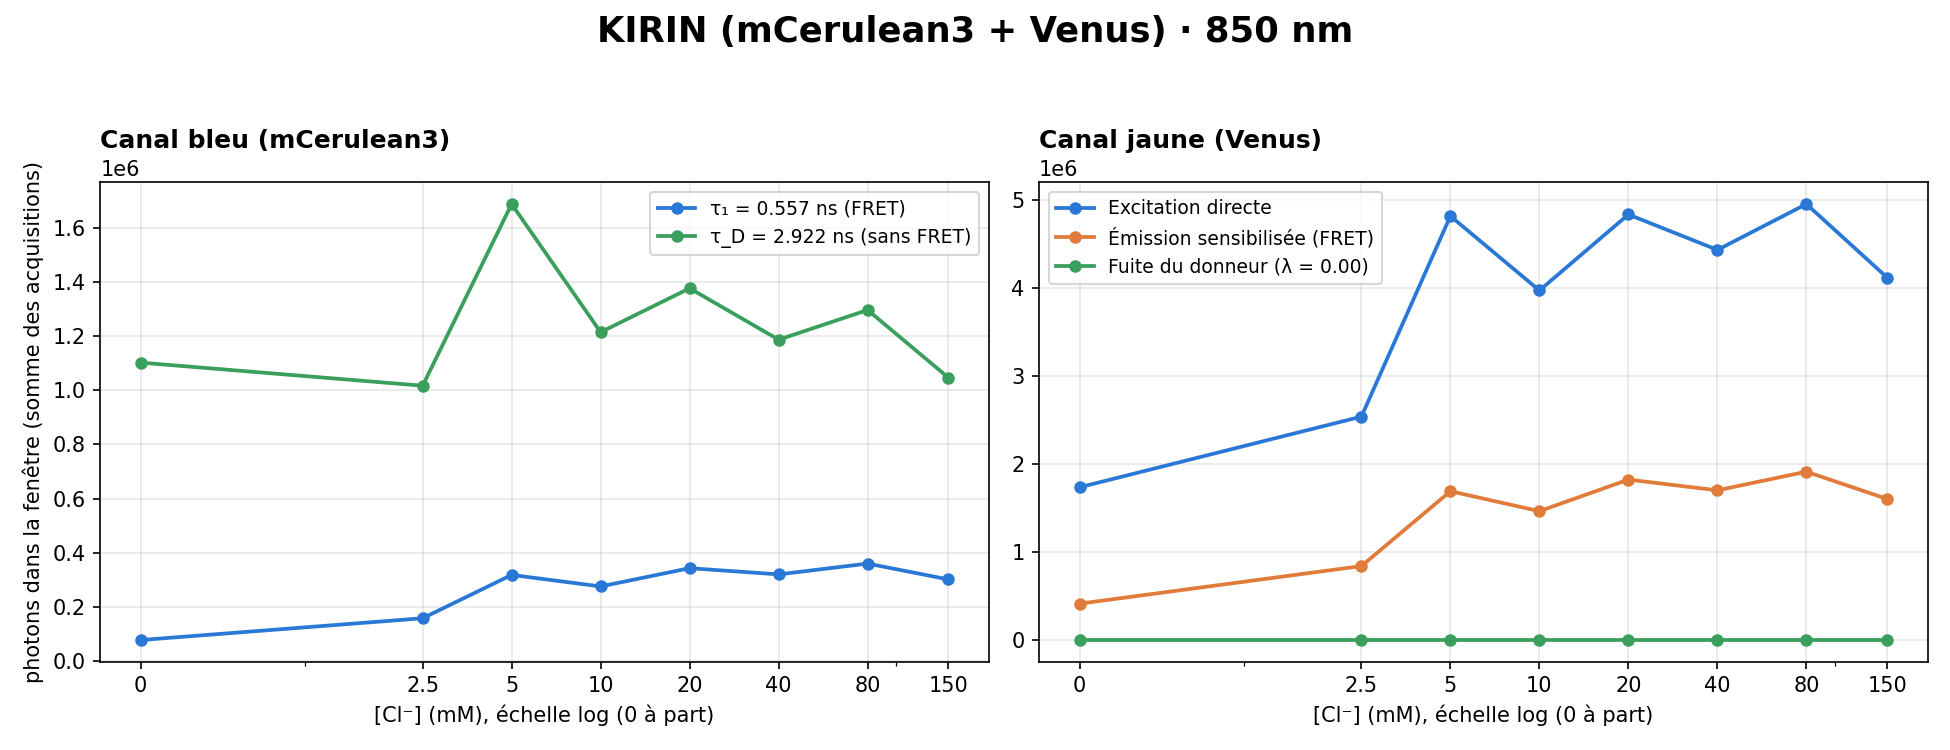 KIRIN (mCerulean3 + Venus) · 850 nm
Canal bleu (mCerulean3)
1e6
photons dans la fenêtre (somme des acquisitions)
1.6
1.4
1.2
1.0
0.8
0.6
0.4
0.2
0.0
τ₁ = 0.557 ns (FRET)
τ_D = 2.922 ns (sans FRET)
0 2.5 5 10 20 40 80 150
[Cl⁻] (mM), échelle log (0 à part)
Canal jaune (Venus)
1e6
5
4
3
2
1
0
Excitation directe
Émission sensibilisée (FRET)
Fuite du donneur (λ = 0.00)
0 2.5 5 10 20 40 80 150
[Cl⁻] (mM), échelle log (0 à part)